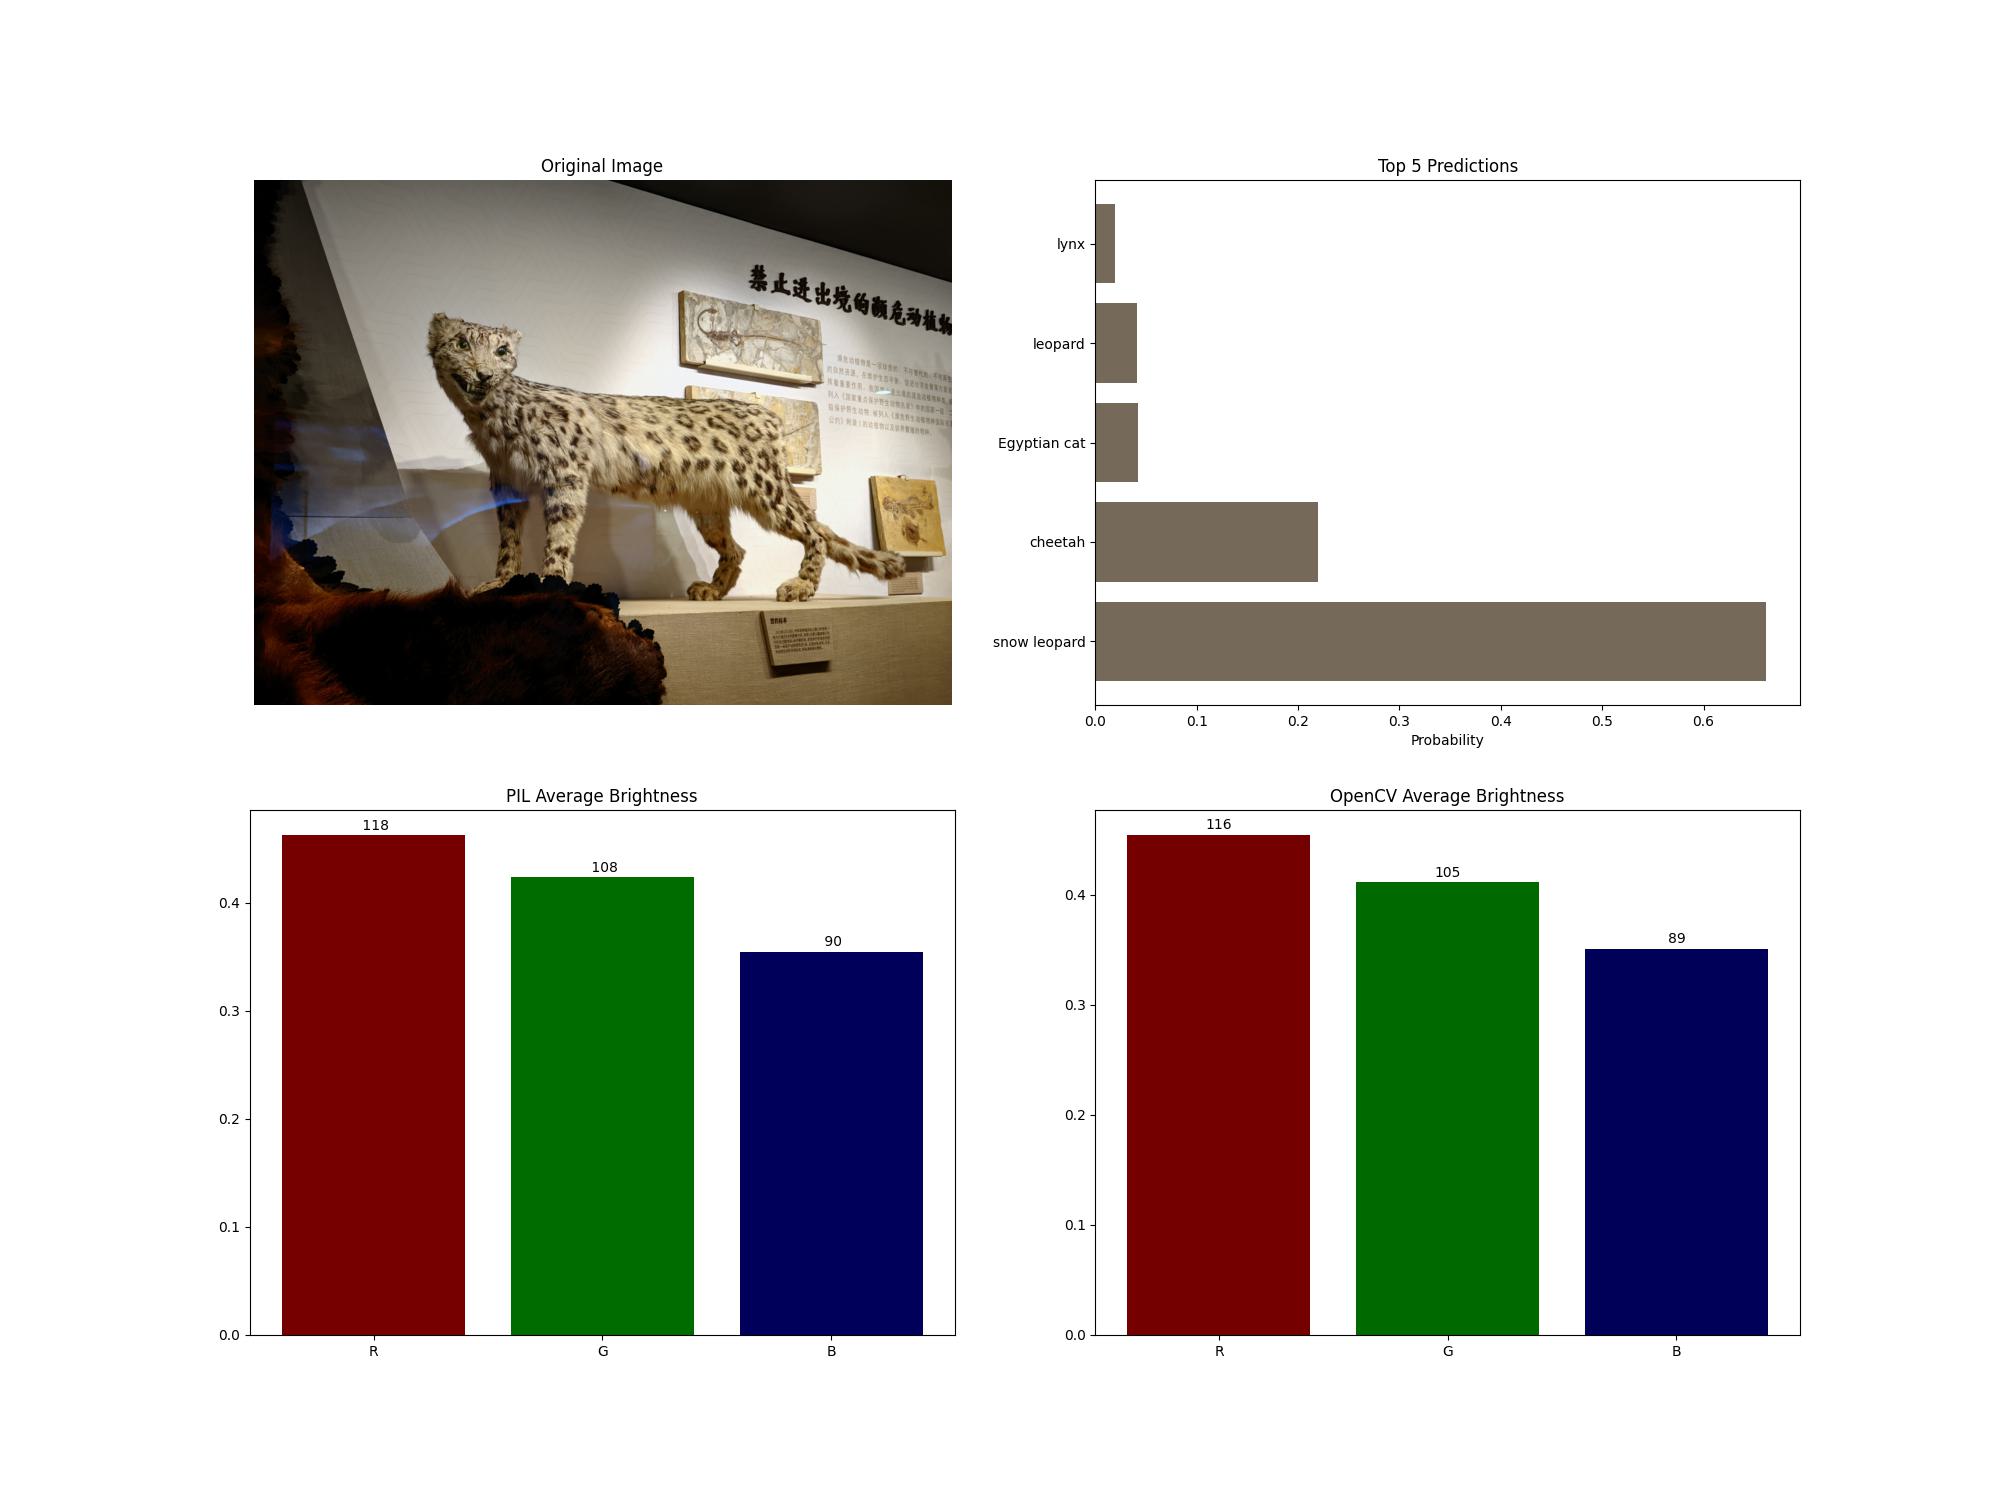 Original Image
禁止进出境的濒危动植物
Top 5 Predictions
lynx
leopard
Egyptian cat
cheetah
snow leopard
0.0 0.1 0.2 0.3 0.4 0.5 0.6
Probability
PIL Average Brightness
118
108
90
0.4
0.3
0.2
0.1
0.0
R G B
OpenCV Average Brightness
116
105
89
0.4
0.3
0.2
0.1
0.0
R G B